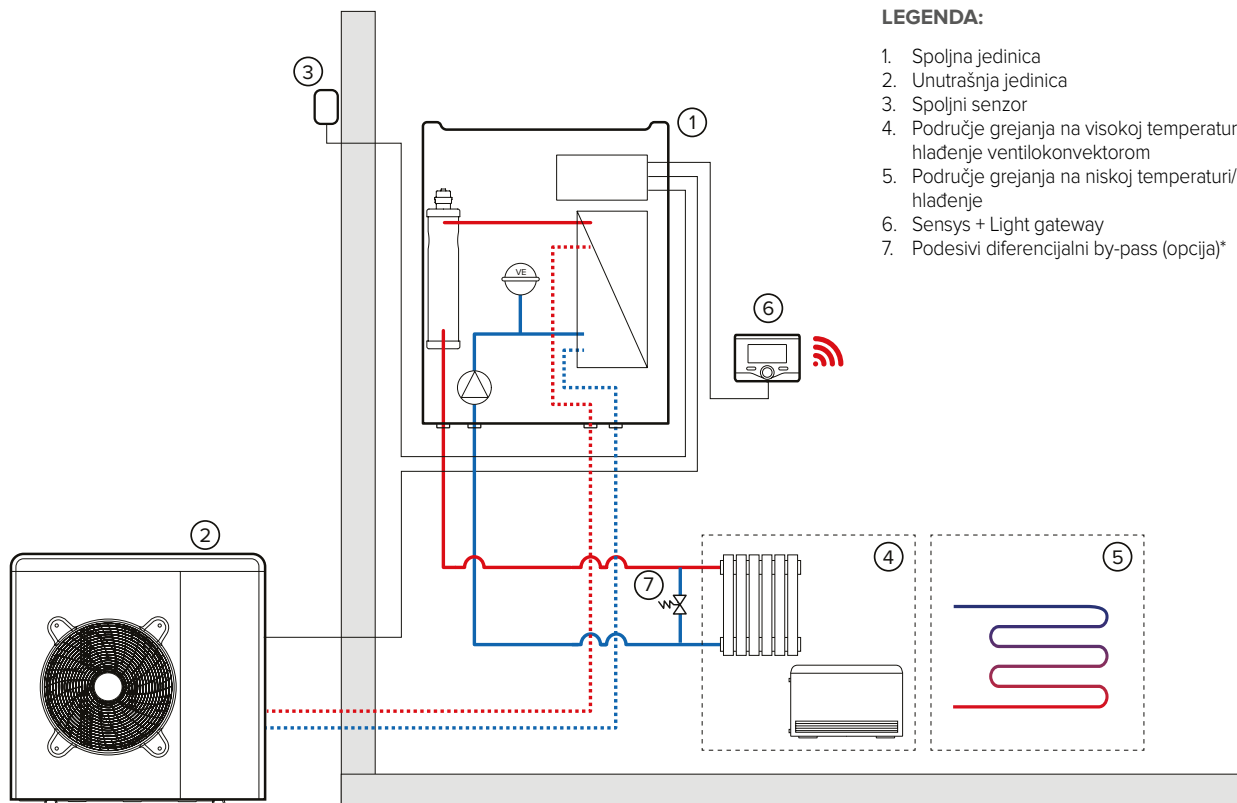 LEGENDA:
1. Spoljna jedinica
2. Unutrašnja jedinica
3. Spoljni senzor
4. Područje grejanja na visokoj temperatur
hlađenje ventilokonvektorom
5. Područje grejanja na niskoj temperaturi/
hlađenje
6. Sensys + Light gateway
7. Podesivi diferencijalni by-pass (opcija)*
3
1
VE
6
2
7
4
5